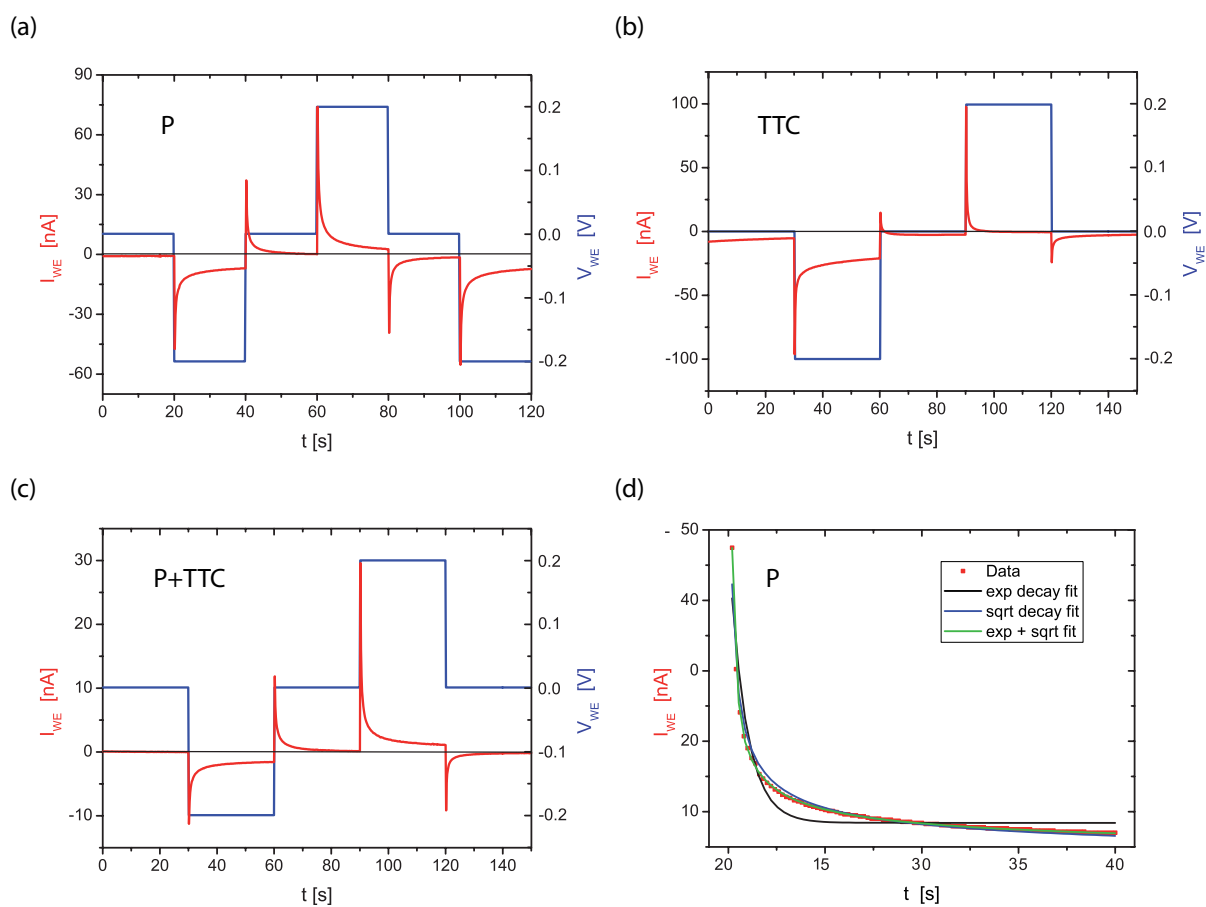 (a)
P
90
75
60
45
30
15
0
-30
-60
0.2
0.1
0.0
-0.1
-0.2
I_WE [nA]
V_WE [V]
0 20 40 60 80 100 120
t [s]
(b)
TTC
100
50
0
-50
-100
0.2
0.1
0.0
-0.1
-0.2
I_WE [nA]
V_WE [V]
0 20 40 60 80 100 120 140
t [s]
(c)
P+TTC
30
20
10
0
-10
0.2
0.1
0.0
-0.1
-0.2
I_WE [nA]
V_WE [V]
0 20 40 60 80 100 120 140
t [s]
(d)
P
- 50
40
0
20
10
I_WE [nA]
Data
exp decay fit
sqrt decay fit
exp + sqrt fit
20 15 30 35 40
t [s]